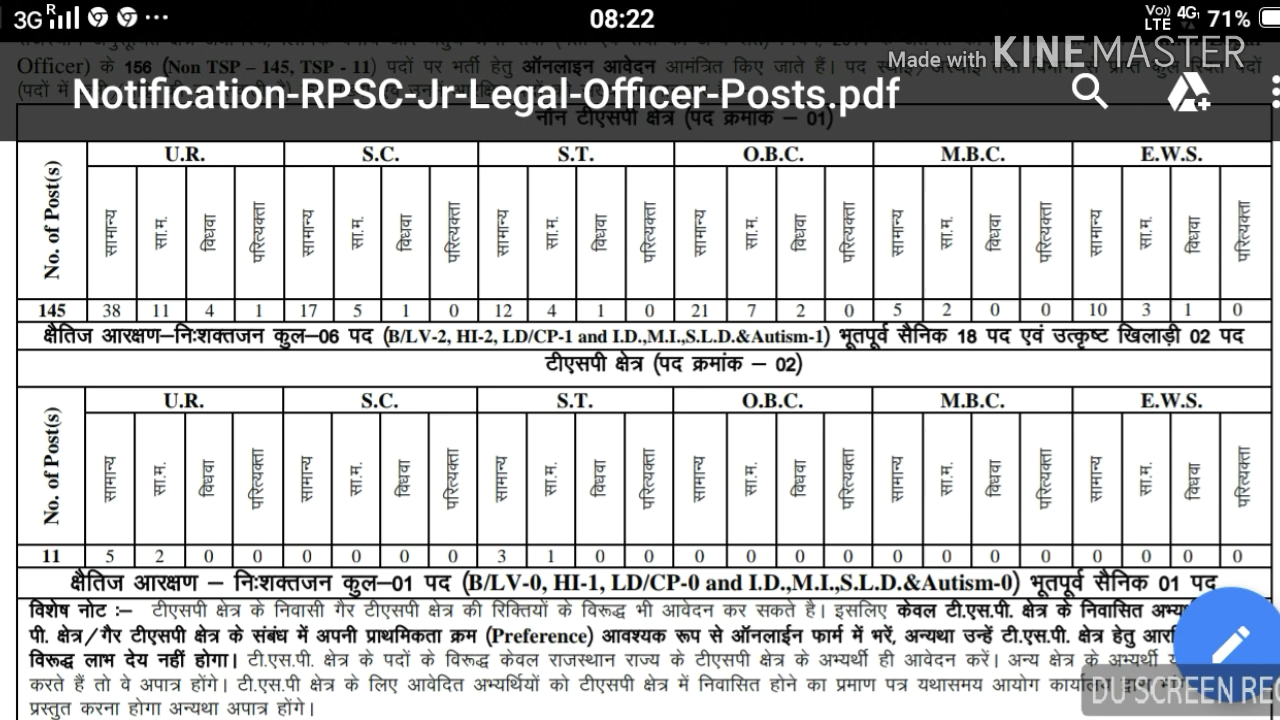 3G R 08:22 Vo)) LTE 4G 71%
Made with KINEMASTER
Officer) के 156 (Non TSP – 145, TSP - 11) पदों पर भर्ती हेतु ऑनलाइन आवेदन आमंत्रित किए जाते हैं।
Notification-RPSC-Jr-Legal-Officer-Posts.pdf
नॉन टीएसपी क्षेत्र (पद क्रमांक – 01)
No. of Post(s) U.R. S.C. S.T. O.B.C. M.B.C. E.W.S.
सामान्य सा.म. विधवा परित्यक्ता सामान्य सा.म. विधवा परित्यक्ता सामान्य सा.म. विधवा परित्यक्ता सामान्य सा.म. विधवा परित्यक्ता सामान्य सा.म. विधवा परित्यक्ता सामान्य सा.म. विधवा परित्यक्ता
145 38 11 4 1 17 5 1 0 12 4 1 0 21 7 2 0 5 2 0 0 10 3 1 0
क्षैतिज आरक्षण–निःशक्तजन कुल–06 पद (B/LV-2, HI-2, LD/CP-1 and I.D.,M.I.,S.L.D.&Autism-1) भूतपूर्व सैनिक 18 पद एवं उत्कृष्ट खिलाड़ी 02 पद
टीएसपी क्षेत्र (पद क्रमांक – 02)
No. of Post(s) U.R. S.C. S.T. O.B.C. M.B.C. E.W.S.
सामान्य सा.म. विधवा परित्यक्ता सामान्य सा.म. विधवा परित्यक्ता सामान्य सा.म. विधवा परित्यक्ता सामान्य सा.म. विधवा परित्यक्ता सामान्य सा.म. विधवा परित्यक्ता सामान्य सा.म. विधवा परित्यक्ता
11 5 2 0 0 0 0 0 0 3 1 0 0 0 0 0 0 0 0 0 0 0 0 0 0
क्षैतिज आरक्षण – निःशक्तजन कुल–01 पद (B/LV-0, HI-1, LD/CP-0 and I.D.,M.I.,S.L.D.&Autism-0) भूतपूर्व सैनिक 01 पद
विशेष नोट :– टीएसपी क्षेत्र के निवासी गैर टीएसपी क्षेत्र की रिक्तियों के विरूद्ध भी आवेदन कर सकते है। इसलिए केवल टी.एस.पी. क्षेत्र के निवासित
पी. क्षेत्र/गैर टीएसपी क्षेत्र के संबंध में अपनी प्राथमिकता क्रम (Preference) आवश्यक रूप से ऑनलाईन फार्म में भरें, अन्यथा उन्हें टी.एस.पी. क्षेत्र हेतु
विरूद्ध लाभ देय नहीं होगा। टी.एस.पी. क्षेत्र के पदों के विरूद्ध केवल राजस्थान राज्य के टीएसपी क्षेत्र के अभ्यर्थी ही आवेदन करें। अन्य क्षेत्र के अभ्यर्थी
करते हैं तो वे अपात्र होंगे। टी.एस.पी क्षेत्र के लिए आवेदित अभ्यर्थियों को टीएसपी क्षेत्र में निवासित होने का प्रमाण पत्र यथासमय आयोग
DU SCREEN REC
प्रस्तुत करना होगा अन्यथा अपात्र होंगे।